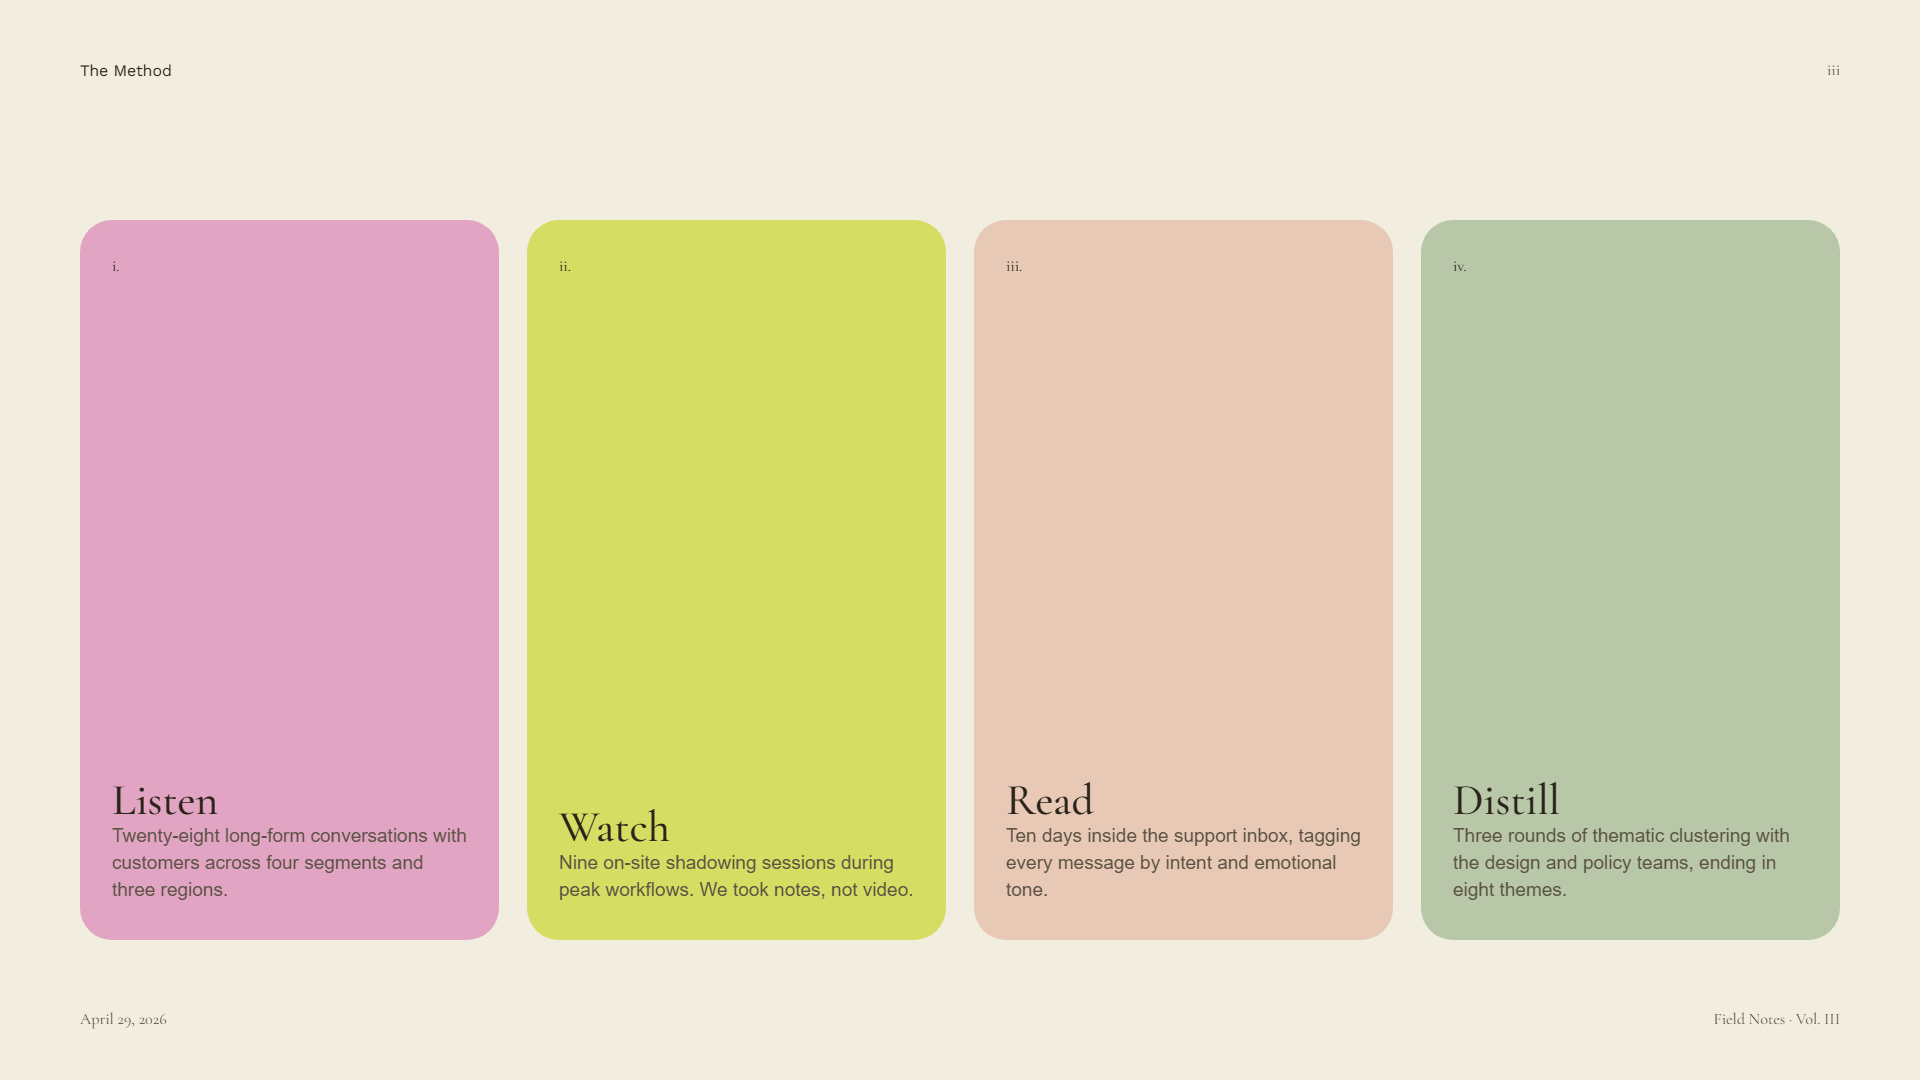 The Method
iii
i.
Listen
Twenty-eight long-form conversations with
customers across four segments and
three regions.
ii.
Watch
Nine on-site shadowing sessions during
peak workflows. We took notes, not video.
iii.
Read
Ten days inside the support inbox, tagging
every message by intent and emotional
tone.
iv.
Distill
Three rounds of thematic clustering with
the design and policy teams, ending in
eight themes.
April 29, 2026
Field Notes · Vol. III